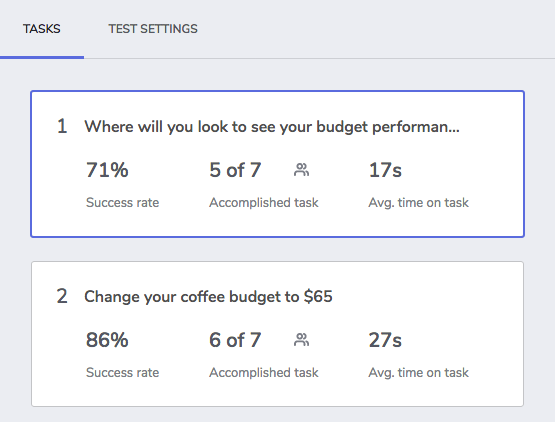 TASKS TEST SETTINGS
1 Where will you look to see your budget performan...
71% 5 of 7 17s
Success rate Accomplished task Avg. time on task
2 Change your coffee budget to $65
86% 6 of 7 27s
Success rate Accomplished task Avg. time on task